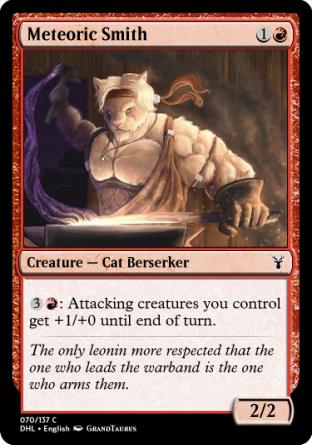 Meteoric Smith 1
Creature — Cat Berserker
3 : Attacking creatures you control
get +1/+0 until end of turn.
The only leonin more respected that the
one who leads the warband is the one
who arms them.
070/137 C
DHL • English GrandTaurus
2/2